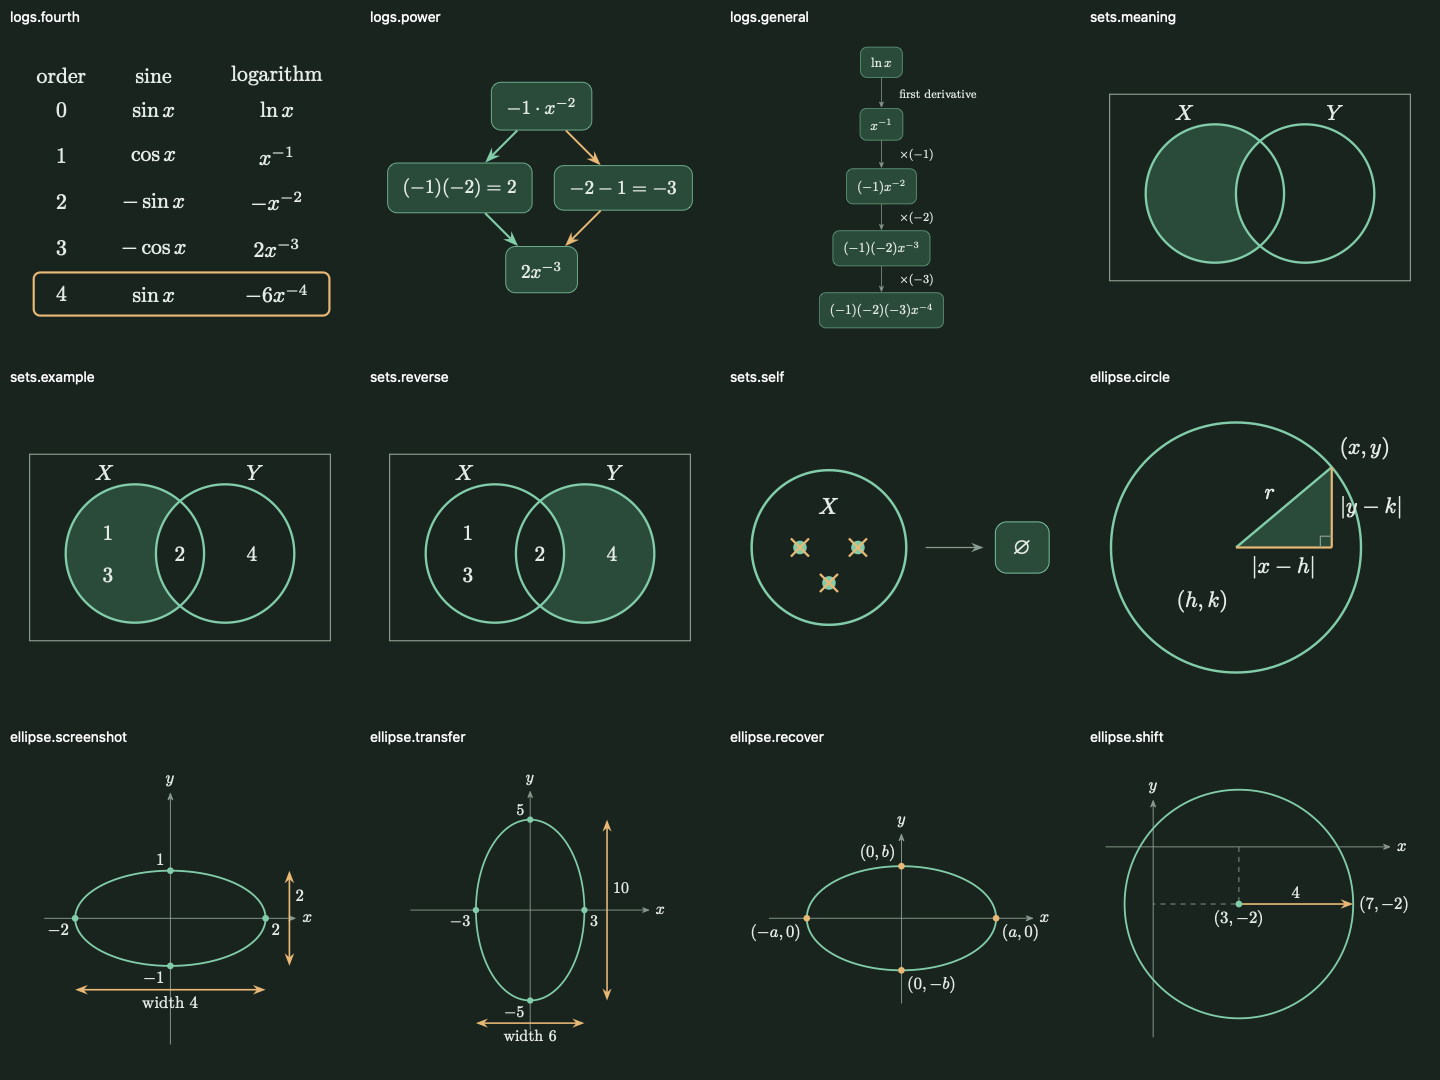 logs.fourth
order sine logarithm
0 sin x ln x
1 cos x x⁻¹
2 − sin x −x⁻²
3 − cos x 2x⁻³
4 sin x −6x⁻⁴
logs.power
−1 · x⁻²
(−1)(−2) = 2
−2 − 1 = −3
2x⁻³
logs.general
ln x
first derivative
x⁻¹
×(−1)
(−1)x⁻²
×(−2)
(−1)(−2)x⁻³
×(−3)
(−1)(−2)(−3)x⁻⁴
sets.meaning
X Y
sets.example
X Y
1
2 4
3
sets.reverse
X Y
1
2 4
3
sets.self
X
∅
ellipse.circle
(x, y)
r
|y − k|
|x − h|
(h, k)
ellipse.screenshot
y
1
2
x
−2 2
−1
width 4
ellipse.transfer
y
5
10
x
−3 3
−5
width 6
ellipse.recover
y
(0, b)
x
(−a, 0) (a, 0)
(0, −b)
ellipse.shift
y
x
4
(3, −2) (7, −2)